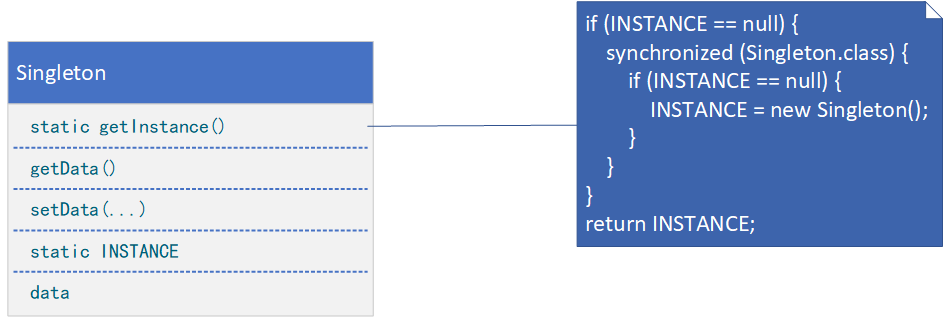 Singleton
static getInstance()
getData()
setData(...)
static INSTANCE
data
if (INSTANCE == null) {
synchronized (Singleton.class) {
if (INSTANCE == null) {
INSTANCE = new Singleton();
}
}
}
return INSTANCE;